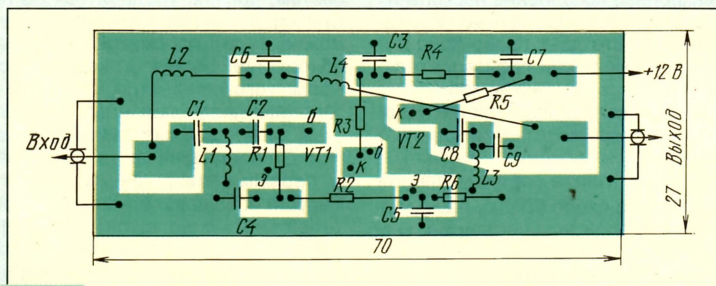 L2
C6
C3
R4
C7
+12 В
L4
R5
C1
C2
б
R3
к
VT2
C8
C9
Вход
L1
R1
VT1
б
к
э
R2
э
R6
L3
C4
C5
27
Выход
70